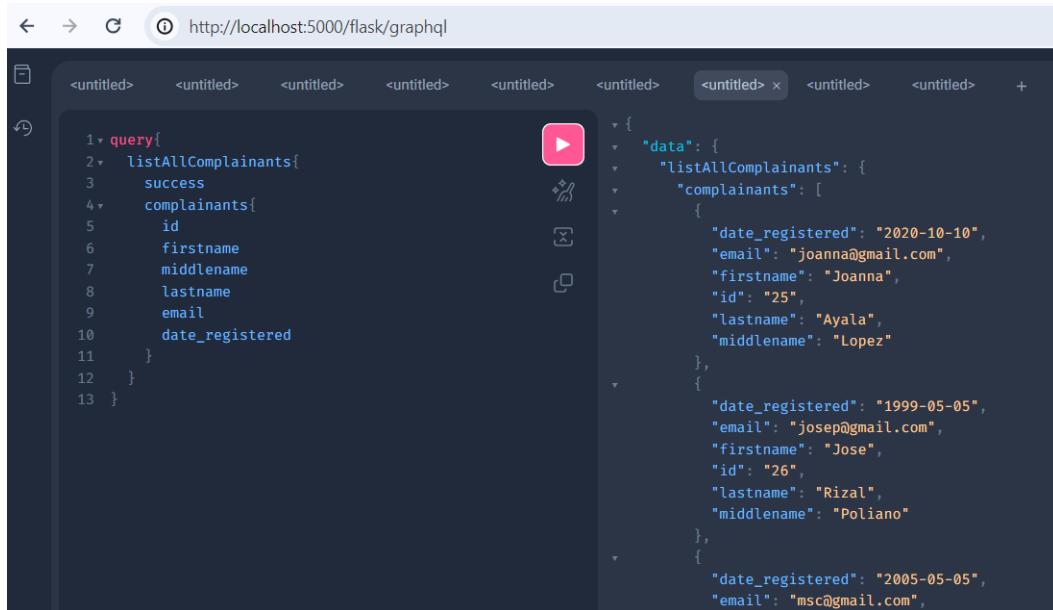 http://localhost:5000/flask/graphql
<untitled> <untitled> <untitled> <untitled> <untitled> <untitled> <untitled> × <untitled> <untitled> +
1 query{
2 listAllComplainants{
3 success
4 complainants{
5 id
6 firstname
7 middlename
8 lastname
9 email
10 date_registered
11 }
12 }
13 }
{
"data": {
"listAllComplainants": {
"complainants": [
{
"date_registered": "2020-10-10",
"email": "joanna@gmail.com",
"firstname": "Joanna",
"id": "25",
"lastname": "Ayala",
"middlename": "Lopez"
},
{
"date_registered": "1999-05-05",
"email": "josep@gmail.com",
"firstname": "Jose",
"id": "26",
"lastname": "Rizal",
"middlename": "Poliano"
},
{
"date_registered": "2005-05-05",
"email": "msc@gmail.com",